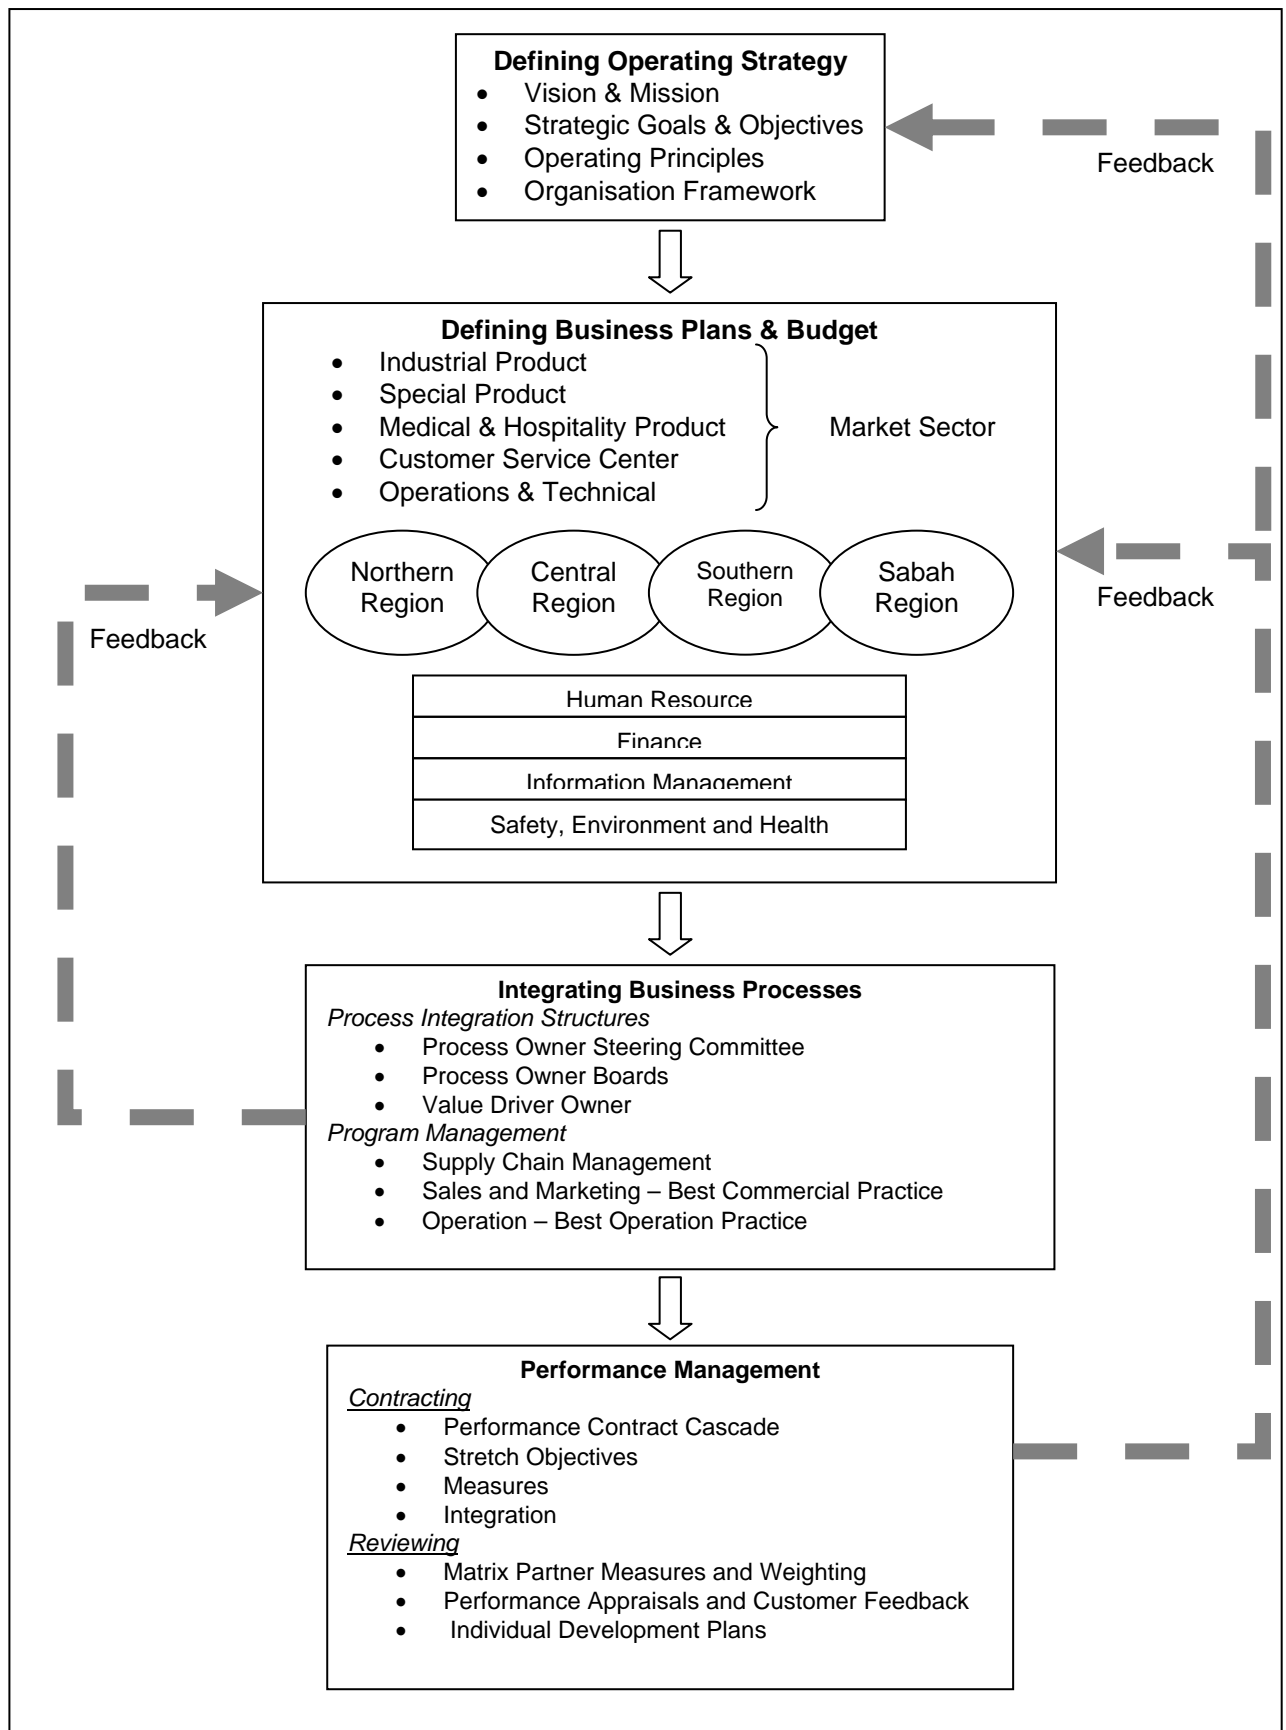 Defining Operating Strategy
• Vision & Mission
• Strategic Goals & Objectives
• Operating Principles
• Organisation Framework
Feedback
Defining Business Plans & Budget
• Industrial Product
• Special Product
• Medical & Hospitality Product
• Customer Service Center
• Operations & Technical
Market Sector
Northern
Region
Central
Region
Southern
Region
Sabah
Region
Feedback
Feedback
Human Resource
Finance
Information Management
Safety, Environment and Health
Integrating Business Processes
Process Integration Structures
• Process Owner Steering Committee
• Process Owner Boards
• Value Driver Owner
Program Management
• Supply Chain Management
• Sales and Marketing – Best Commercial Practice
• Operation – Best Operation Practice
Performance Management
Contracting
• Performance Contract Cascade
• Stretch Objectives
• Measures
• Integration
Reviewing
• Matrix Partner Measures and Weighting
• Performance Appraisals and Customer Feedback
• Individual Development Plans